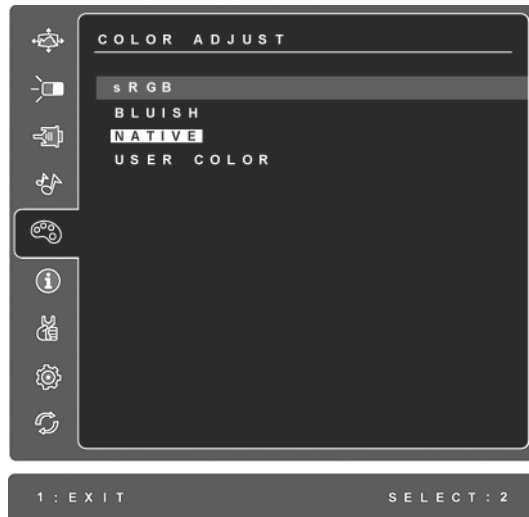 COLOR ADJUST
sRGB
BLUISH
NATIVE
USER COLOR
1:EXIT SELECT:2